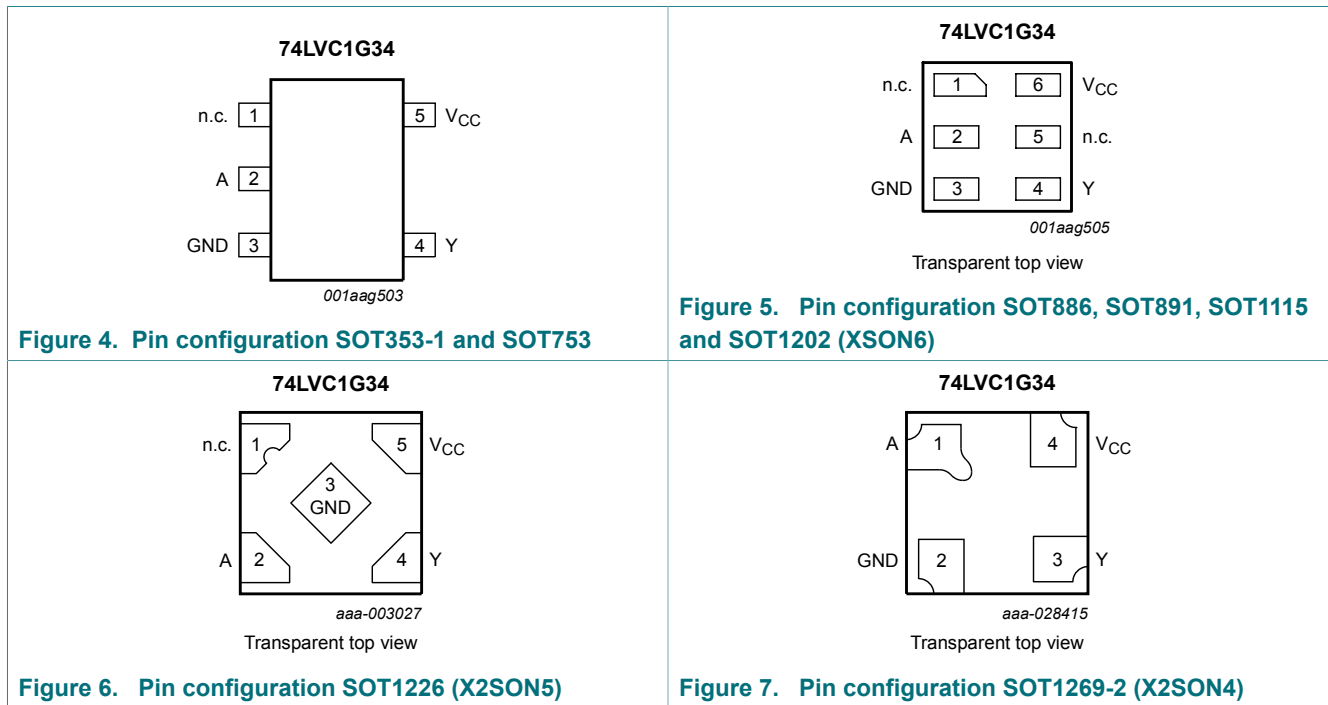 74LVC1G34
n.c. 1
5 VCC
A 2
GND 3
4 Y
001aag503
Figure 4. Pin configuration SOT353-1 and SOT753
74LVC1G34
n.c. 1 6 VCC
A 2 5 n.c.
GND 3 4 Y
001aag505
Transparent top view
Figure 5. Pin configuration SOT886, SOT891, SOT1115
and SOT1202 (XSON6)
74LVC1G34
n.c. 1 5 VCC
3
GND
A 2 4 Y
aaa-003027
Transparent top view
Figure 6. Pin configuration SOT1226 (X2SON5)
74LVC1G34
A 1 4 VCC
GND 2 3 Y
aaa-028415
Transparent top view
Figure 7. Pin configuration SOT1269-2 (X2SON4)